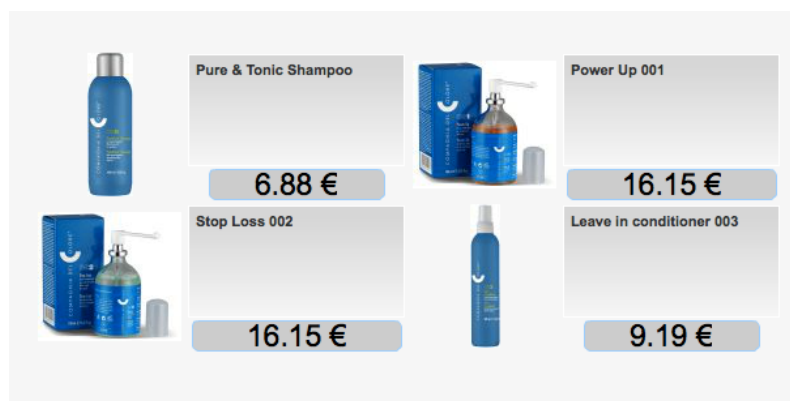 Pure & Tonic Shampoo
6.88 €
Power Up 001
16.15 €
Stop Loss 002
16.15 €
Leave in conditioner 003
9.19 €